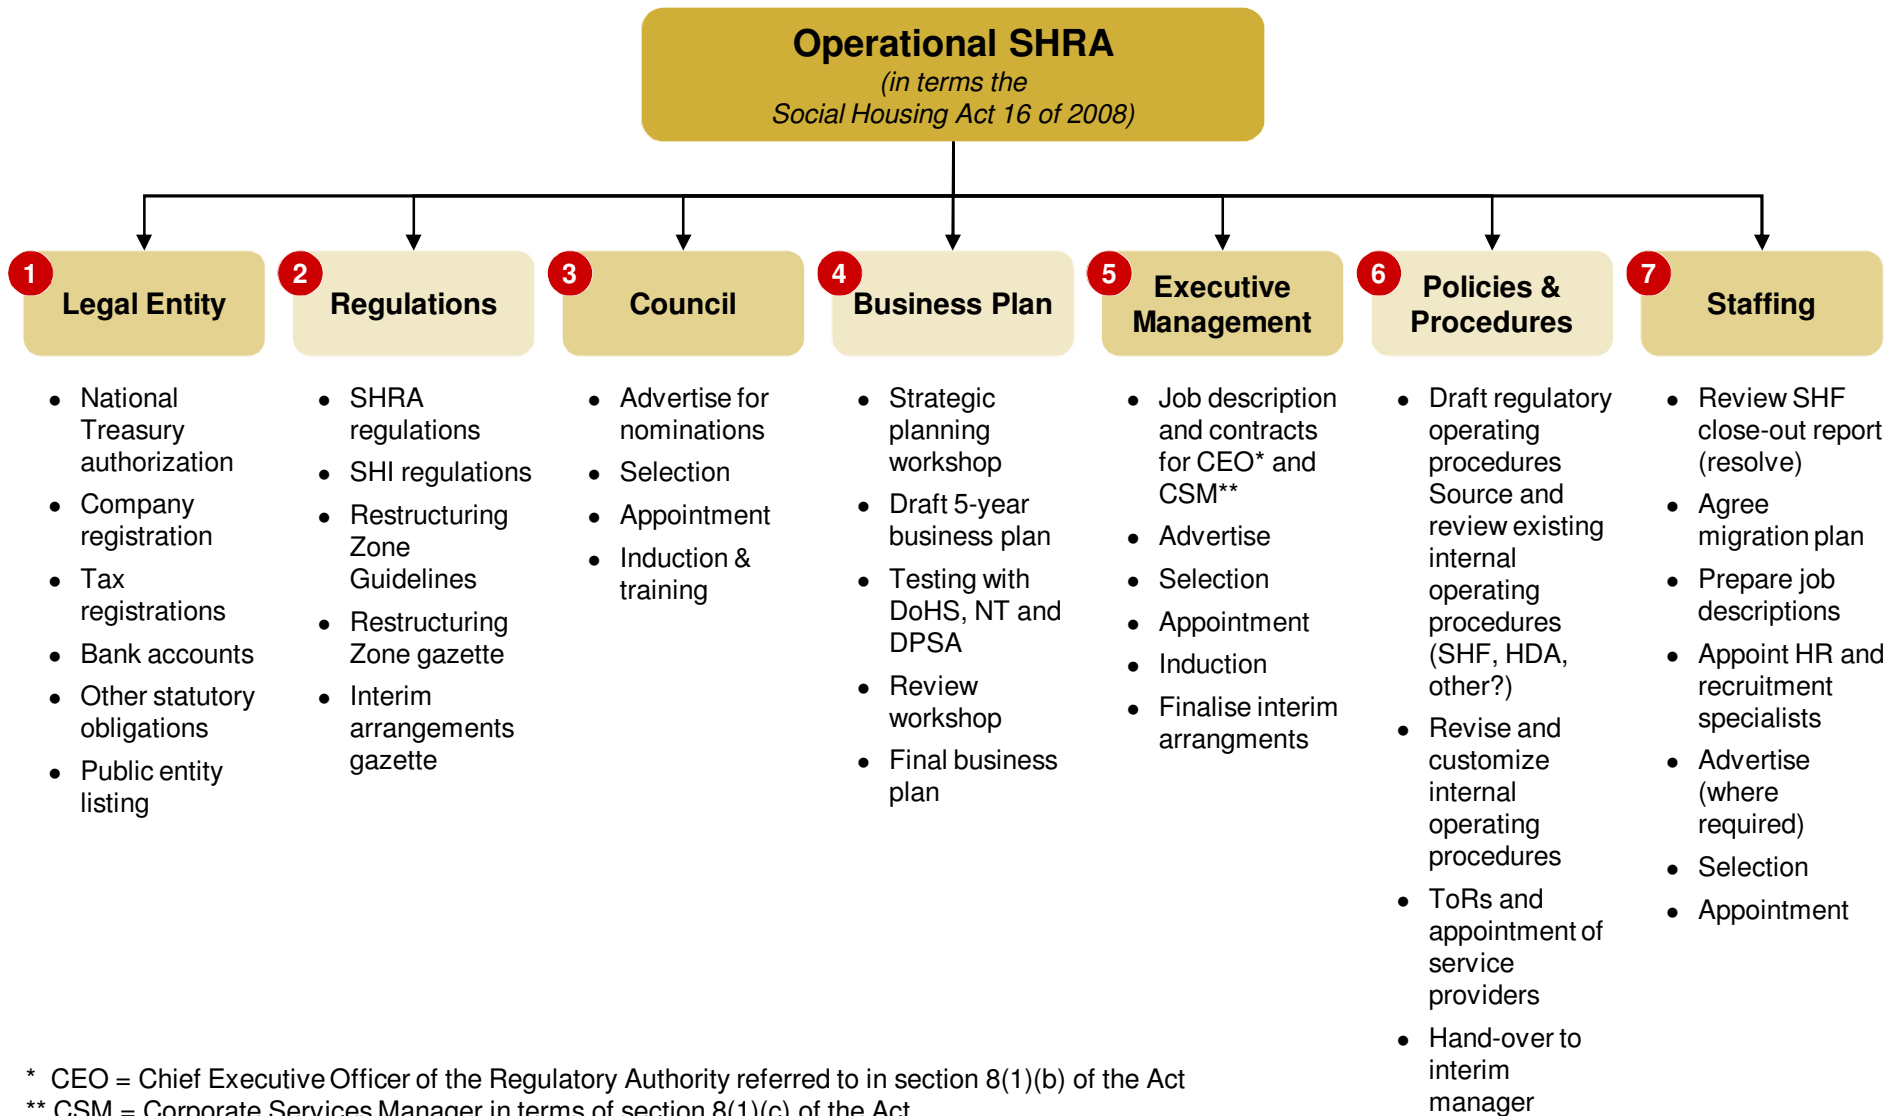 Operational SHRA
(in terms the
Social Housing Act 16 of 2008)
1
Legal Entity
● National
Treasury
authorization
● Company
registration
● Tax
registrations
● Bank accounts
● Other statutory
obligations
● Public entity
listing
2
Regulations
● SHRA
regulations
● SHI regulations
● Restructuring
Zone
Guidelines
● Restructuring
Zone gazette
● Interim
arrangements
gazette
3
Council
● Advertise for
nominations
● Selection
● Appointment
● Induction &
training
4
Business Plan
● Strategic
planning
workshop
● Draft 5-year
business plan
● Testing with
DoHS, NT and
DPSA
● Review
workshop
● Final business
plan
5
Executive
Management
● Job description
and contracts
for CEO* and
CSM**
● Advertise
● Selection
● Appointment
● Induction
● Finalise interim
arrangments
6
Policies &
Procedures
● Draft regulatory
operating
procedures
Source and
review existing
internal
operating
procedures
(SHF, HDA,
other?)
● Revise and
customize
internal
operating
procedures
● ToRs and
appointment of
service
providers
● Hand-over to
interim
manager
7
Staffing
● Review SHF
close-out report
(resolve)
● Agree
migration plan
● Prepare job
descriptions
● Appoint HR and
recruitment
specialists
● Advertise
(where
required)
● Selection
● Appointment
* CEO = Chief Executive Officer of the Regulatory Authority referred to in section 8(1)(b) of the Act
** CSM = Corporate Services Manager in terms of section 8(1)(c) of the Act